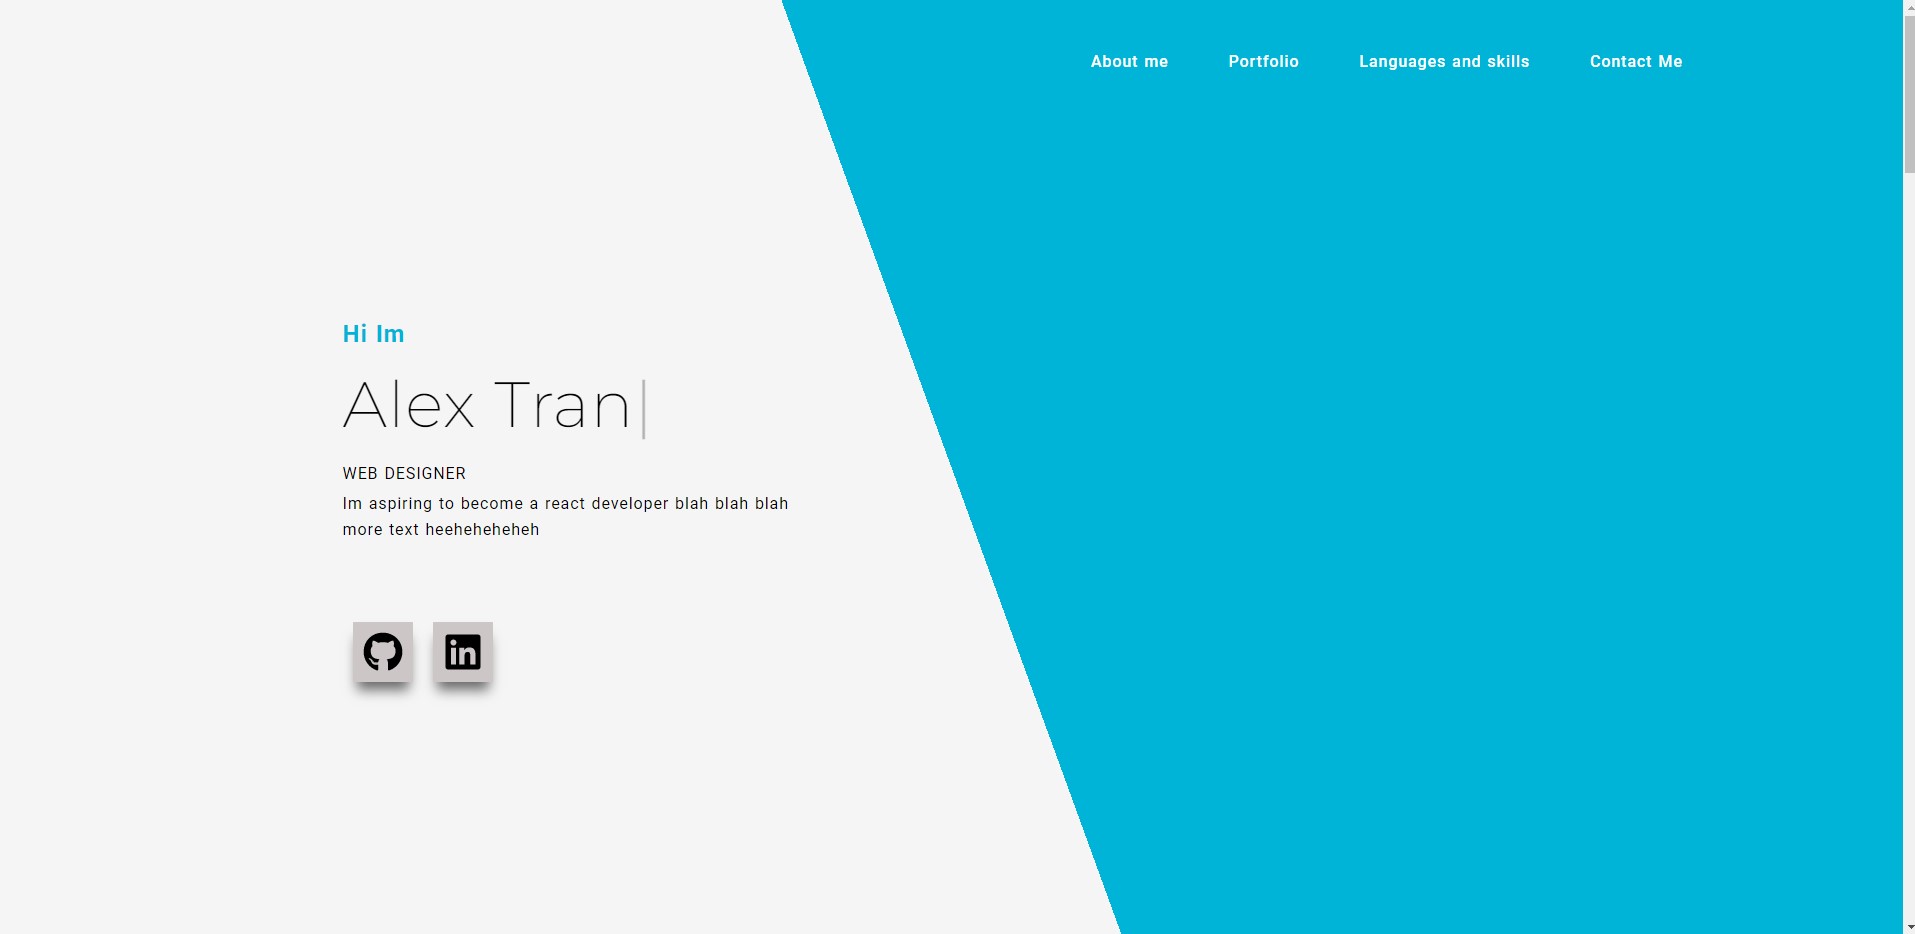 About me Portfolio Languages and skills Contact Me
Hi Im
Alex Tran|
WEB DESIGNER
Im aspiring to become a react developer blah blah blah
more text heeheheheheh
in